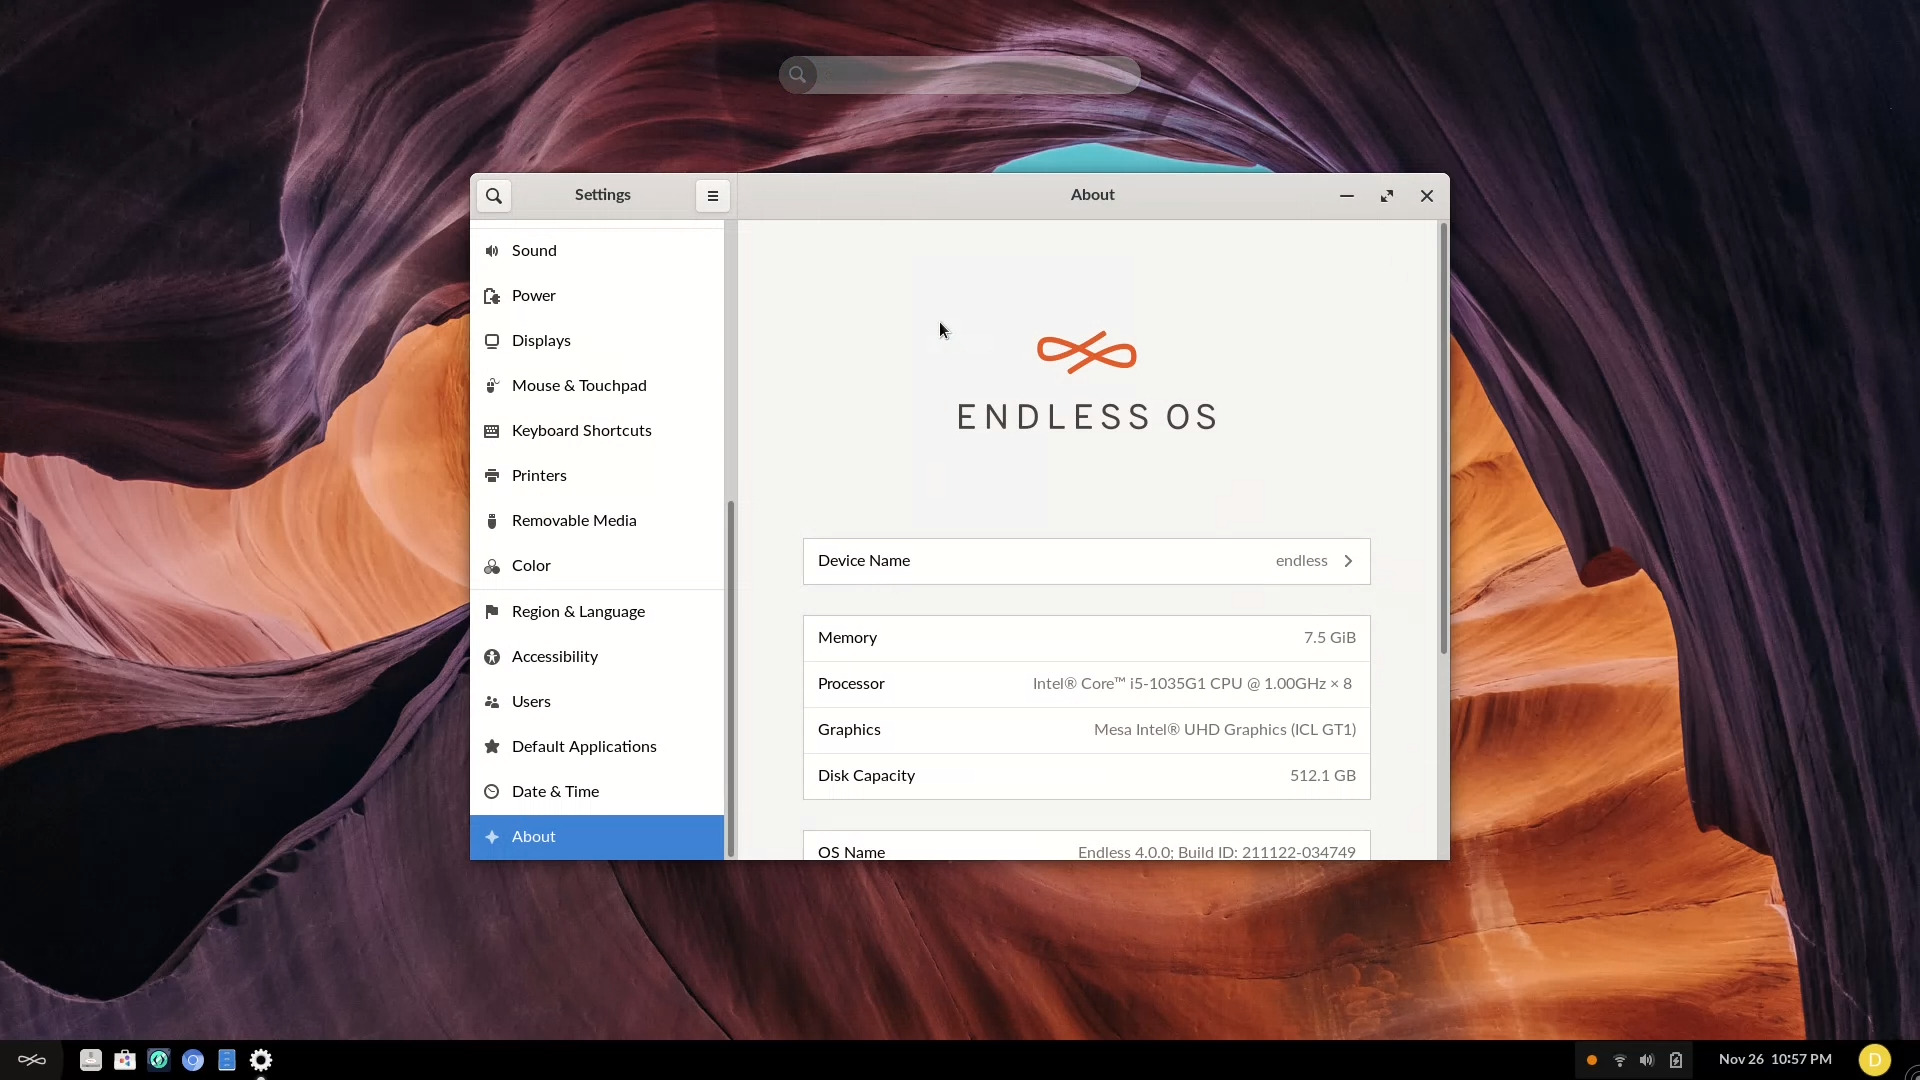 Settings
About
Sound
Power
Displays
Mouse & Touchpad
Keyboard Shortcuts
Printers
Removable Media
Color
Region & Language
Accessibility
Users
Default Applications
Date & Time
About
ENDLESS OS
Device Name endless
Memory 7.5 GiB
Processor Intel® Core™ i5-1035G1 CPU @ 1.00GHz × 8
Graphics Mesa Intel® UHD Graphics (ICL GT1)
Disk Capacity 512.1 GB
OS Name Endless 4.0.0; Build ID: 211122-034749
Nov 26 10:57 PM
D